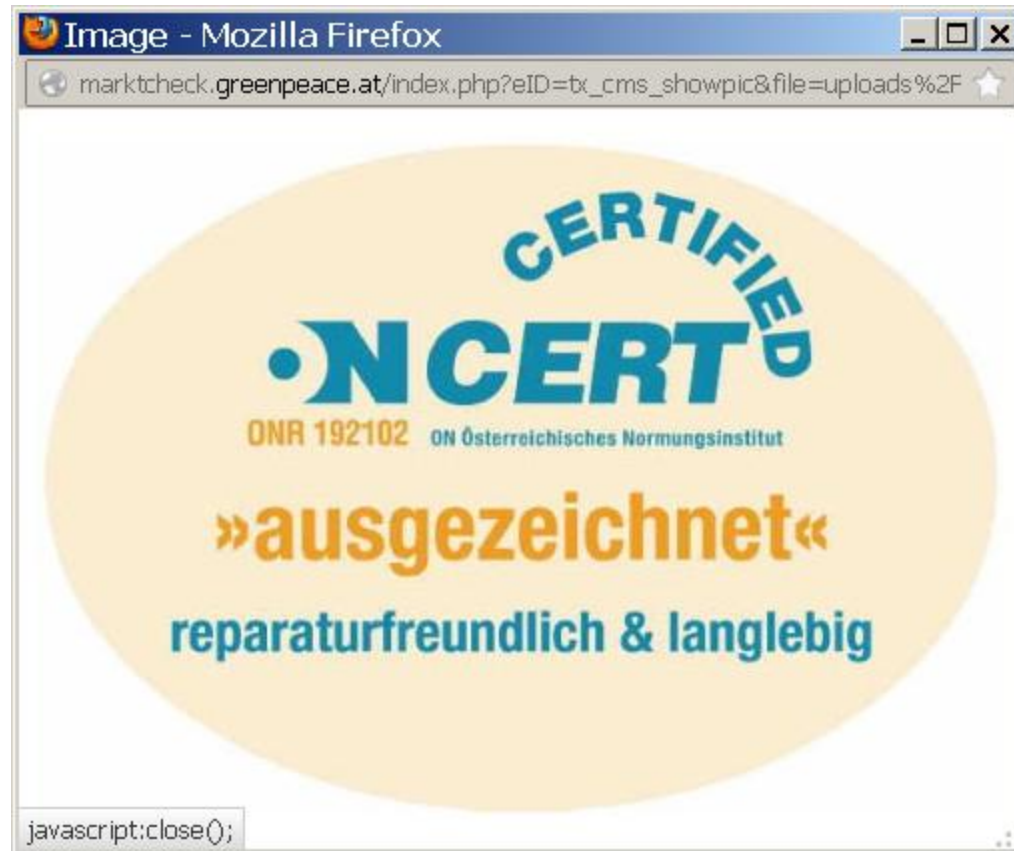 Image - Mozilla Firefox
marktcheck.greenpeace.at/index.php?eID=tx_cms_showpic&file=uploads%2F
CERTIFIED
ON CERT
ONR 192102 ON Österreichisches Normungsinstitut
»ausgezeichnet«
reparaturfreundlich & langlebig
javascript:close();